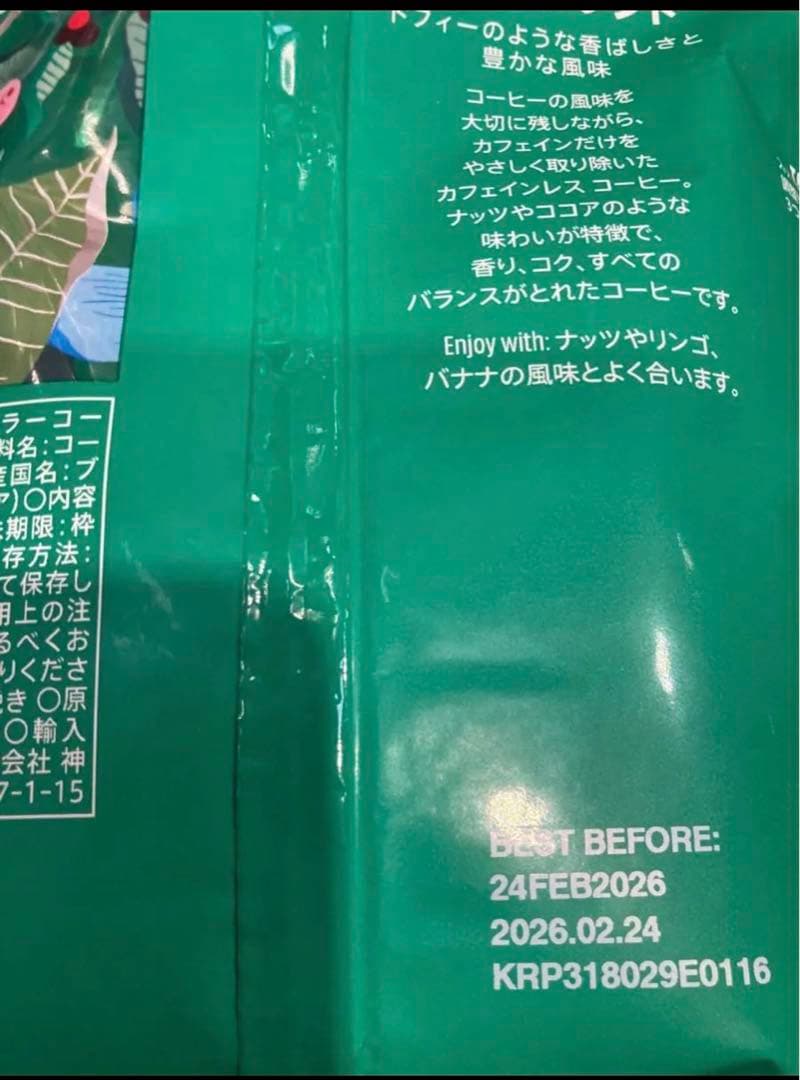 トフィーのような香ばしさと
豊かな風味
コーヒーの風味を
大切に残しながら、
カフェインだけを
やさしく取り除いた
カフェインレス コーヒー。
ナッツやココアのような
味わいが特徴で、
香り、コク、すべての
バランスがとれたコーヒーです。
Enjoy with: ナッツやリンゴ、
バナナの風味とよく合います。
ラーコー
料名:コー
産国名:ブ
ア)〇内容
期限:枠
存方法:
て保存し
用上の注
るべくお
りくださ
き 〇原
〇輸入
会社 神
7-1-15
BEST BEFORE:
24FEB2026
2026.02.24
KRP318029E0116